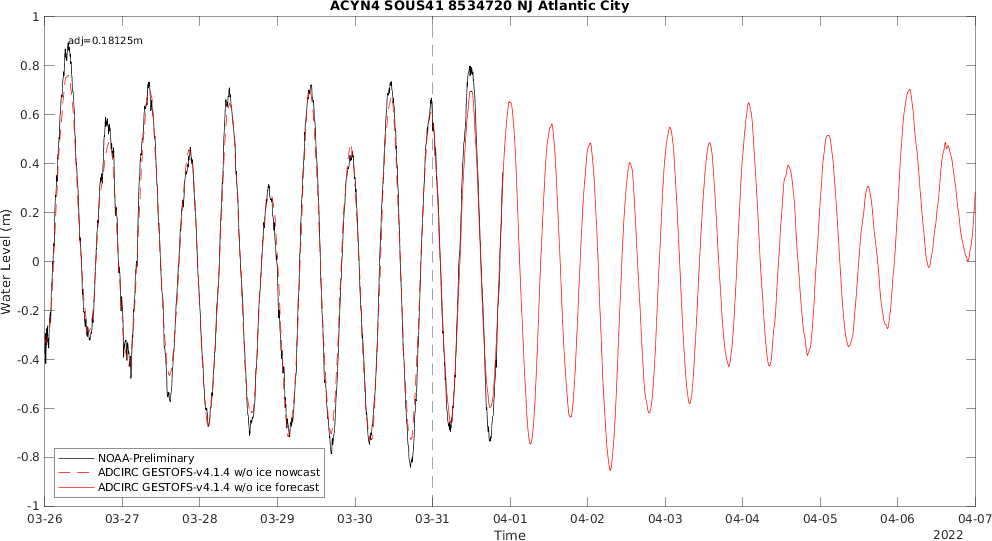 ACYN4 SOUS41 8534720 NJ Atlantic City
adj=0.18125m
1
0.8
0.6
0.4
0.2
0
-0.2
-0.4
-0.6
-0.8
-1
Water Level (m)
NOAA-Preliminary
ADCIRC GESTOFS-v4.1.4 w/o ice nowcast
ADCIRC GESTOFS-v4.1.4 w/o ice forecast
03-26 03-27 03-28 03-29 03-30 03-31 04-01 04-02 04-03 04-04 04-05 04-06 04-07
Time
2022